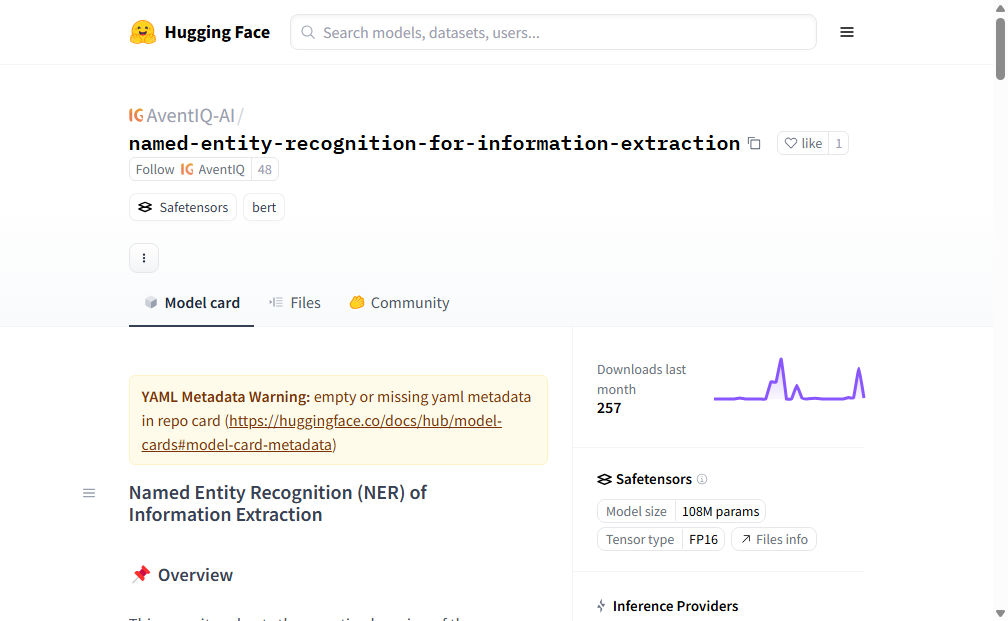 Hugging Face
Search models, datasets, users...
AventIQ-AI/
named-entity-recognition-for-information-extraction
like 1
Follow AventIQ 48
Safetensors bert
Model card Files Community
YAML Metadata Warning: empty or missing yaml metadata
in repo card (https://huggingface.co/docs/hub/model-
cards#model-card-metadata)
Named Entity Recognition (NER) of
Information Extraction
📌 Overview
Downloads last
month
257
Safetensors
Model size 108M params
Tensor type FP16 Files info
Inference Providers